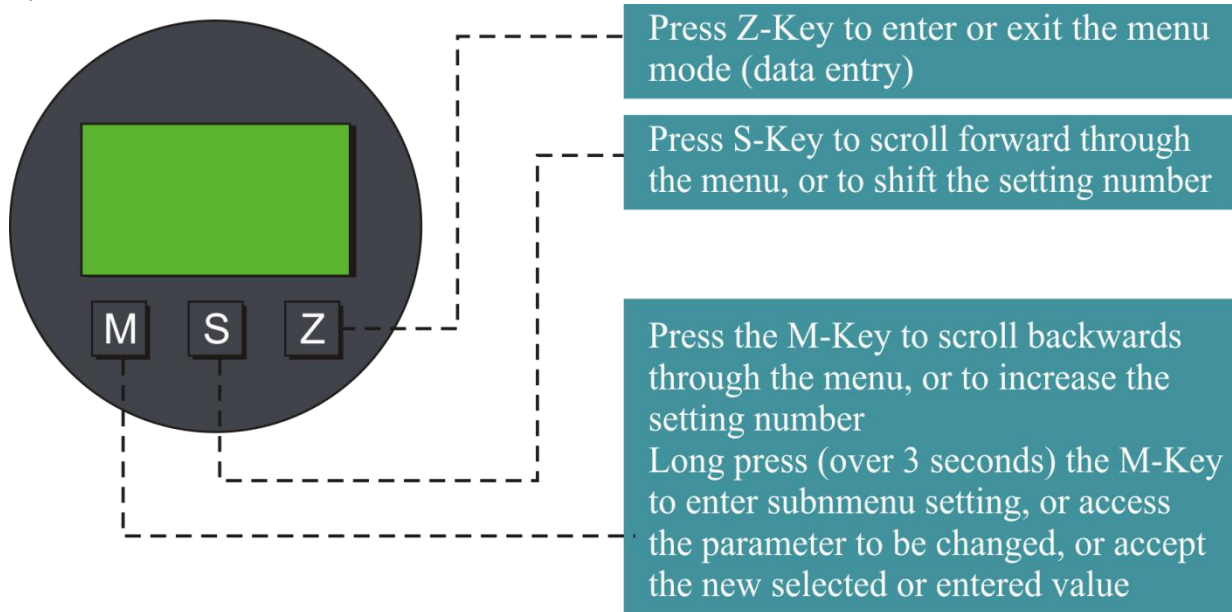 Press Z-Key to enter or exit the menu
mode (data entry)
Press S-Key to scroll forward through
the menu, or to shift the setting number
M S Z
Press the M-Key to scroll backwards
through the menu, or to increase the
setting number
Long press (over 3 seconds) the M-Key
to enter subnmenu setting, or access
the parameter to be changed, or accept
the new selected or entered value